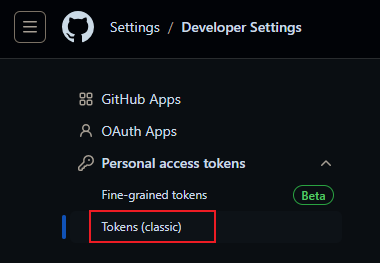 Settings / Developer Settings
GitHub Apps
OAuth Apps
Personal access tokens
Fine-grained tokens Beta
Tokens (classic)